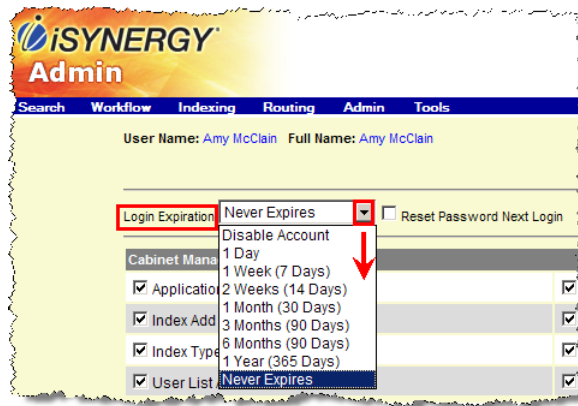 iSYNERGY
Admin
Search Workflow Indexing Routing Admin Tools
User Name: Amy McClain Full Name: Amy McClain
Login Expiration Never Expires Reset Password Next Login
Disable Account
1 Day
1 Week (7 Days)
2 Weeks (14 Days)
1 Month (30 Days)
3 Months (90 Days)
6 Months (90 Days)
1 Year (365 Days)
Never Expires
Cabinet Mana
Application
Index Add
Index Type
User List